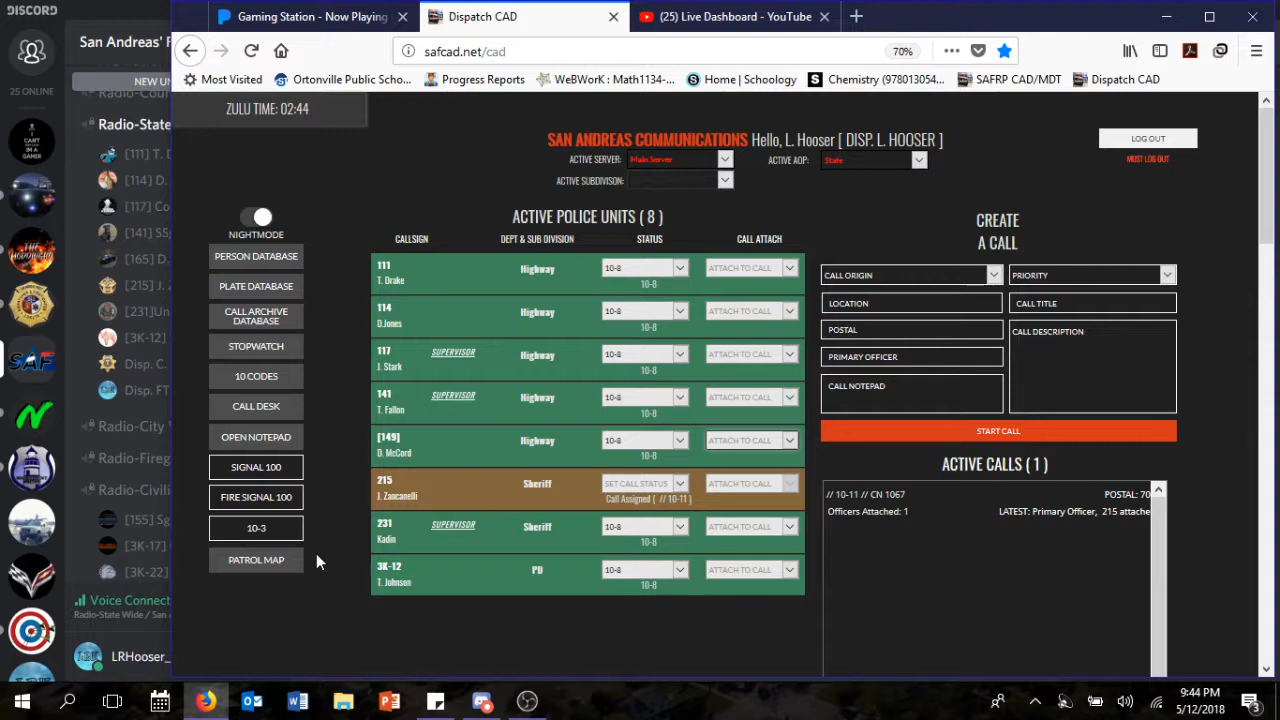 DISCORD
San Andreas' F
Gaming Station - Now Playing
Dispatch CAD
(25) Live Dashboard - YouTube
safcad.net/cad
70%
Most Visited
Ortonville Public Schoo...
Progress Reports
WeBWorK : Math1134-...
Home | Schoology
Chemistry (9781013054...
SAFRP CAD/MDT
Dispatch CAD
25 ONLINE
NEW UN
Radio-State
[111] T. D
[114] D.
[117] Co
[141] SS
[165] D.
[215] J. Z
[231]Un
[3K-12]
Disp. C
Disp. FT
Radio-City
Radio-Fireg
Radio-Civili
[155] Sg
[3K-17]
[3K-22]
Voice Connect
Radio-State Wide / San A
LRHooser_
ZULU TIME: 02:44
SAN ANDREAS COMMUNICATIONS Hello, L. Hooser [ DISP. L. HOOSER ]
LOG OUT
MUST LOG OUT
ACTIVE SERVER: Main Server
ACTIVE AOP: State
ACTIVE SUBDIVISON:
NIGHTMODE
PERSON DATABASE
PLATE DATABASE
CALL ARCHIVE
DATABASE
STOPWATCH
10 CODES
CALL DESK
OPEN NOTEPAD
SIGNAL 100
FIRE SIGNAL 100
10-3
PATROL MAP
ACTIVE POLICE UNITS ( 8 )
CALLSIGN DEPT & SUB DIVISION STATUS CALL ATTACH
111 Highway 10-8 ATTACH TO CALL
T. Drake 10-8
114 Highway 10-8 ATTACH TO CALL
D.Jones 10-8
117 SUPERVISOR Highway 10-8 ATTACH TO CALL
J. Stark 10-8
141 SUPERVISOR Highway 10-8 ATTACH TO CALL
T. Fallon 10-8
[149] Highway 10-8 ATTACH TO CALL
D. McCord 10-8
215 Sheriff SET CALL STATUS ATTACH TO CALL
J. Zancanelli Call Assigned ( // 10-11 )
231 SUPERVISOR Sheriff 10-8 ATTACH TO CALL
Kadin 10-8
3K-12 PD 10-8 ATTACH TO CALL
T. Johnson 10-8
CREATE
A CALL
CALL ORIGIN PRIORITY
LOCATION CALL TITLE
POSTAL CALL DESCRIPTION
PRIMARY OFFICER
CALL NOTEPAD
START CALL
ACTIVE CALLS ( 1 )
// 10-11 // CN 1067 POSTAL: 70
Officers Attached: 1 LATEST: Primary Officer, 215 attache
9:44 PM
5/12/2018
3